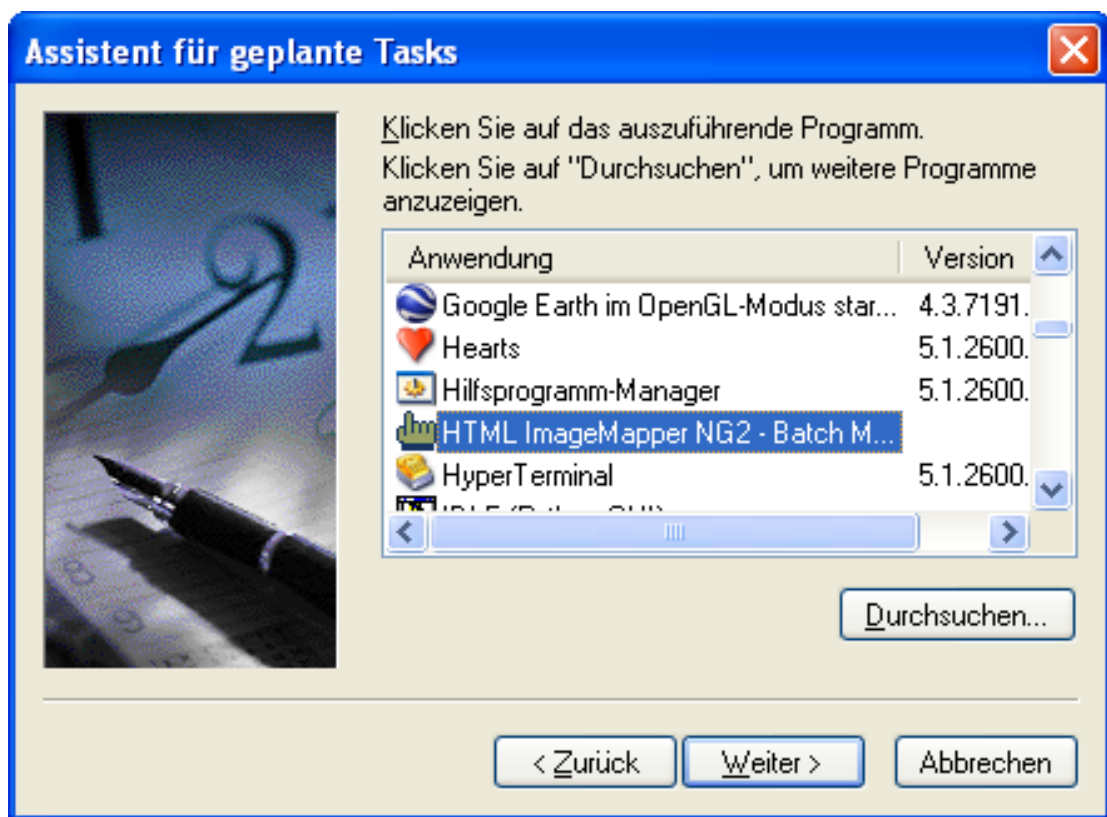 Assistent für geplante Tasks
Klicken Sie auf das auszuführende Programm.
Klicken Sie auf "Durchsuchen", um weitere Programme
anzuzeigen.
Anwendung Version
Google Earth im OpenGL-Modus star... 4.3.7191.
Hearts 5.1.2600.
Hilfsprogramm-Manager 5.1.2600.
HTML ImageMapper NG2 - Batch M...
HyperTerminal 5.1.2600.
Durchsuchen...
< Zurück Weiter > Abbrechen